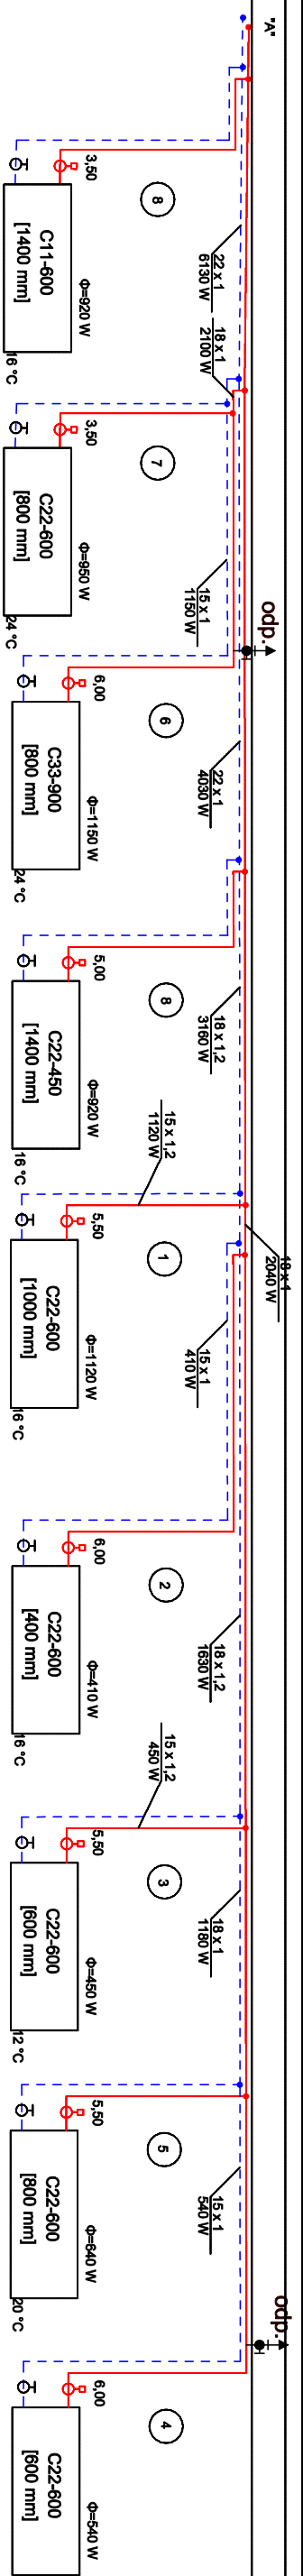 "A"
3,50
8
C11-600
[1400 mm]
Φ=920 W
16 °C
22 x 1
6130 W
18 x 1
2100 W
3,50
7
C22-600
[800 mm]
Φ=950 W
24 °C
15 x 1
1150 W
odp.
6,00
6
C33-900
[800 mm]
Φ=1150 W
24 °C
22 x 1
4030 W
5,00
8
C22-450
[1400 mm]
Φ=920 W
16 °C
18 x 1,2
3160 W
15 x 1,2
1120 W
5,50
1
C22-600
[1000 mm]
Φ=1120 W
16 °C
18 x 1
2040 W
15 x 1
410 W
6,00
2
C22-600
[400 mm]
Φ=410 W
16 °C
18 x 1,2
1630 W
15 x 1,2
450 W
5,50
3
C22-600
[600 mm]
Φ=450 W
12 °C
18 x 1
1180 W
5,50
5
C22-600
[800 mm]
Φ=640 W
20 °C
15 x 1
540 W
odp.
6,00
4
C22-600
[600 mm]
Φ=540 W